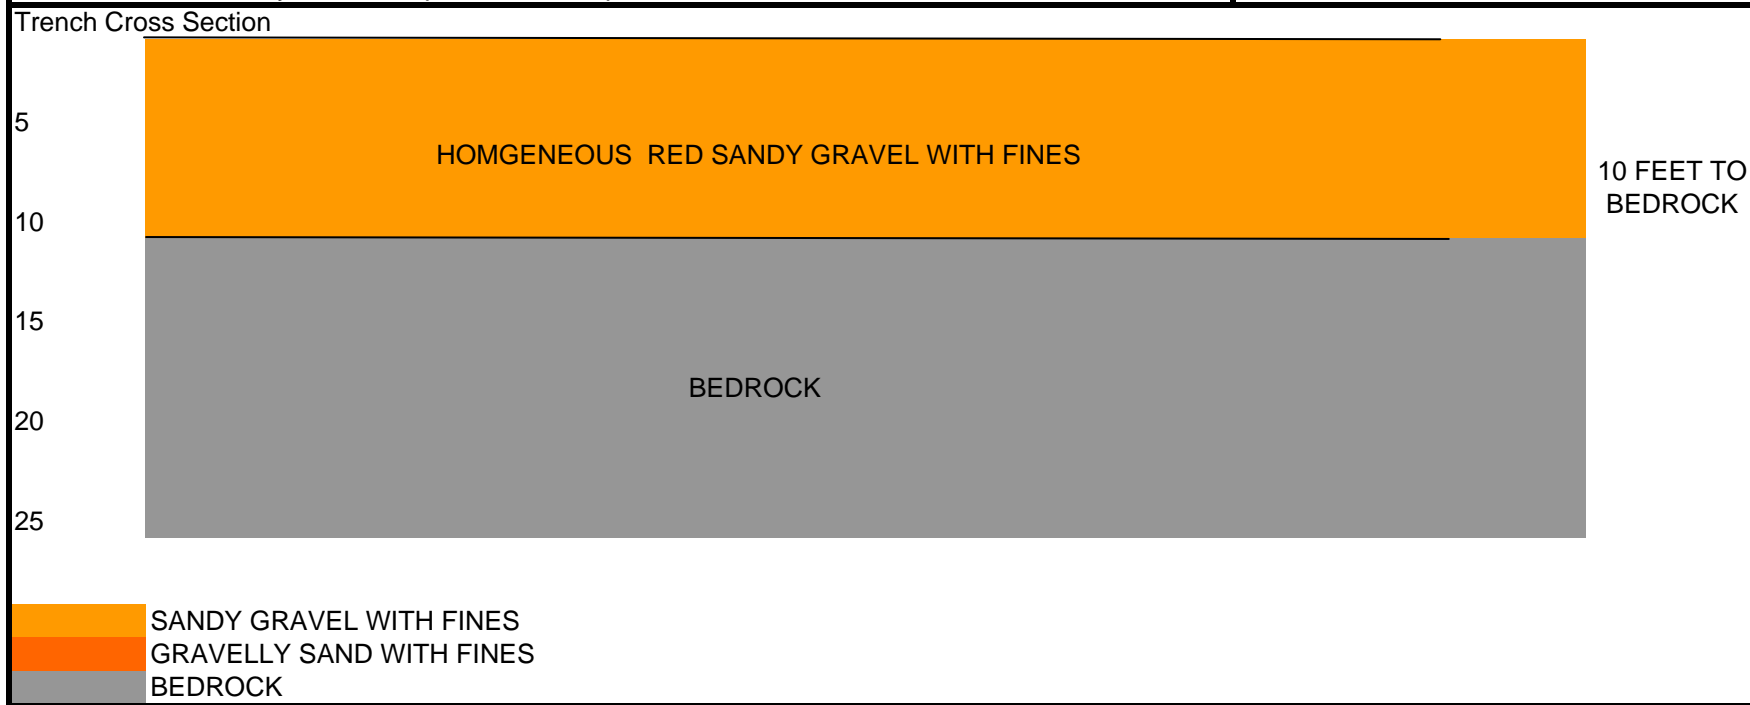 Trench Cross Section
5
HOMGENEOUS  RED SANDY GRAVEL WITH FINES
10 FEET TO
BEDROCK
10
15
BEDROCK
20
25
SANDY GRAVEL WITH FINES
GRAVELLY SAND WITH FINES
BEDROCK